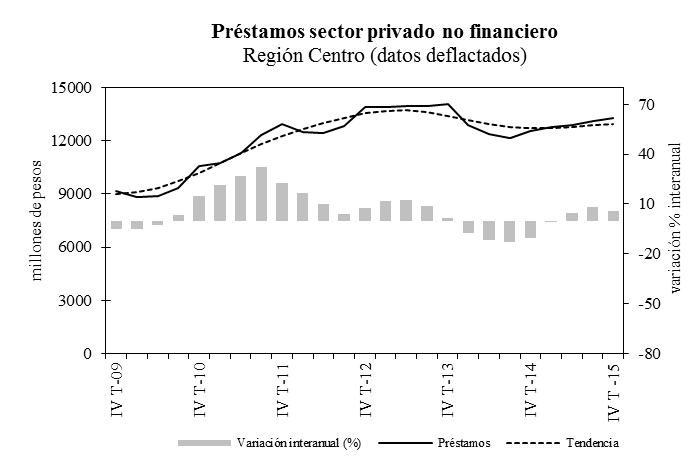 Préstamos sector privado no financiero
Región Centro (datos deflactados)
millones de pesos
15000
12000
9000
6000
3000
0
70
40
10
-20
-50
-80
variación % interanual
IV T-09
IV T-10
IV T-11
IV T-12
IV T-13
IV T-14
IV T -15
Variación interanual (%)
Préstamos
Tendencia